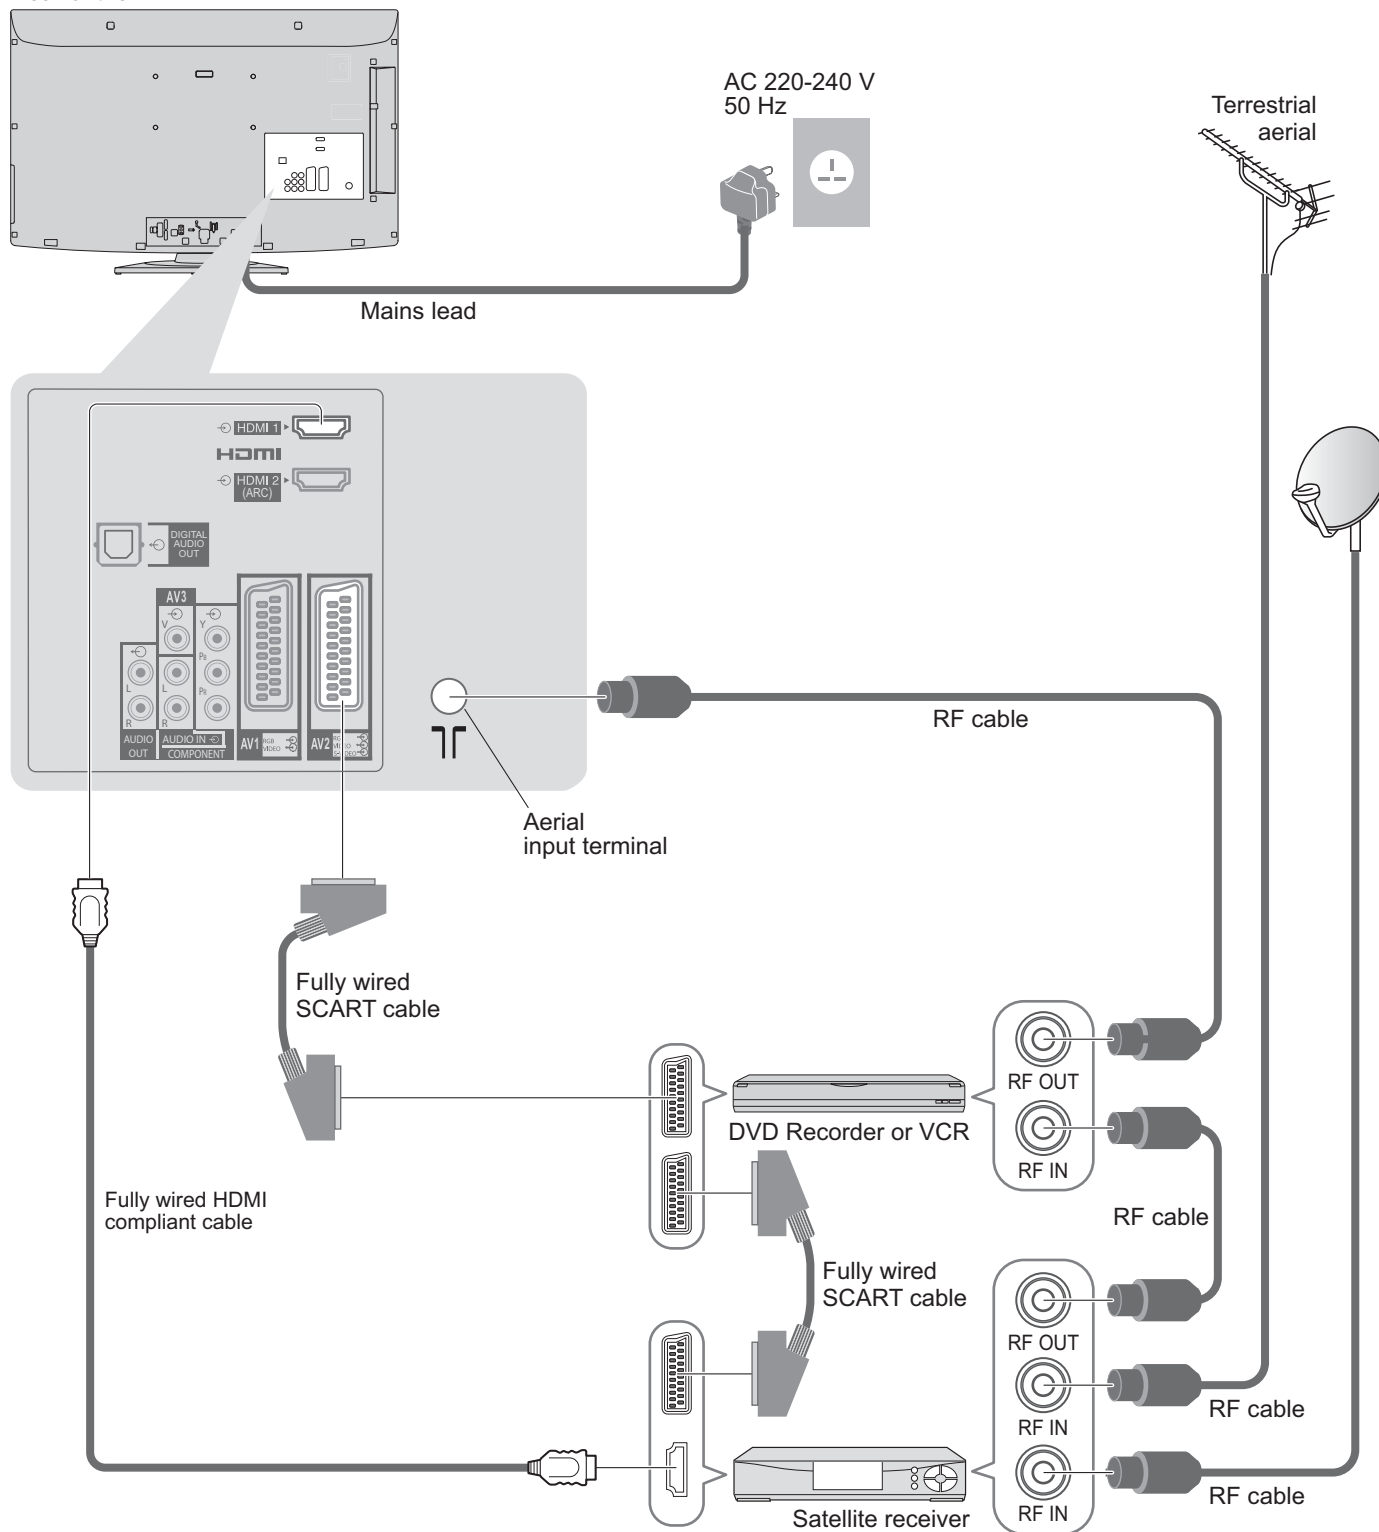 AC 220-240 V
50 Hz
Terrestrial
aerial
Mains lead
HDMI 1
HDMI
HDMI 2
(ARC)
DIGITAL
AUDIO
OUT
AV3
V
Y
PB
L
L
PR
R
R
AUDIO
OUT
AUDIO IN
COMPONENT
AV1
RGB
VIDEO
AV2
RGB
VIDEO
S-VIDEO
RF cable
Aerial
input terminal
Fully wired
SCART cable
RF OUT
DVD Recorder or VCR
RF IN
Fully wired HDMI
compliant cable
RF cable
Fully wired
SCART cable
RF OUT
RF IN
RF cable
RF IN
RF cable
Satellite receiver